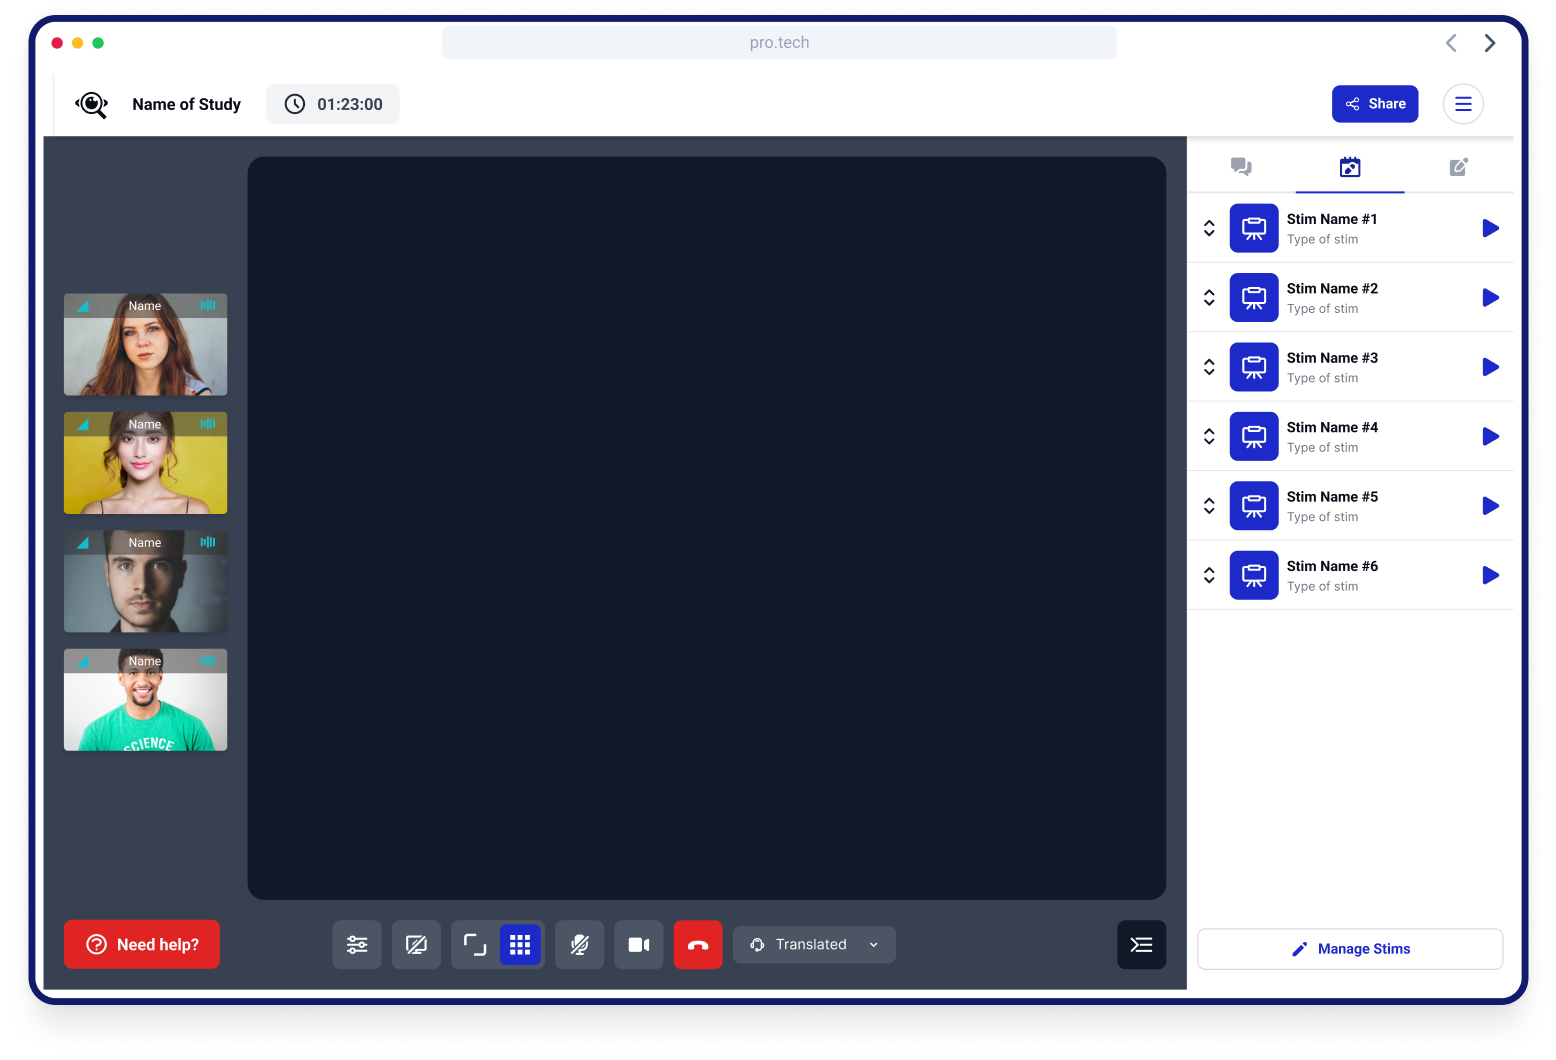 pro.tech
Name of Study
01:23:00
Share
Name
Name
Name
Name
SCIENCE
Stim Name #1
Type of stim
Stim Name #2
Type of stim
Stim Name #3
Type of stim
Stim Name #4
Type of stim
Stim Name #5
Type of stim
Stim Name #6
Type of stim
Need help?
Translated
Manage Stims